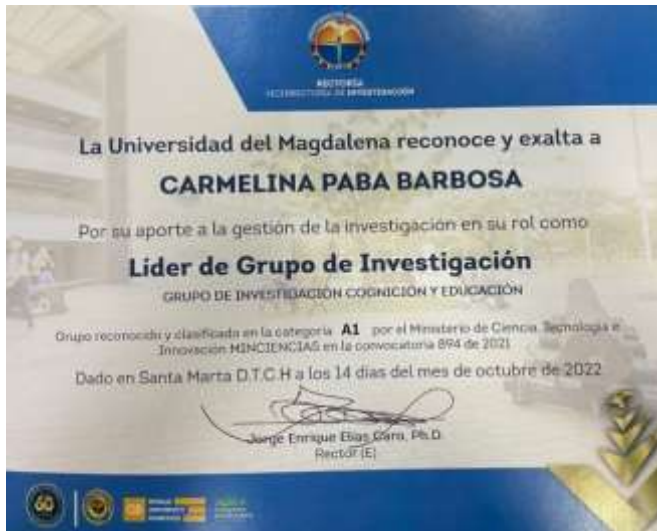 RECTORÍA
VICERRECTORÍA DE INVESTIGACIÓN
La Universidad del Magdalena reconoce y exalta a
CARMELINA PABA BARBOSA
Por su aporte a la gestión de la investigación en su rol como
Líder de Grupo de Investigación
GRUPO DE INVESTIGACIÓN COGNICIÓN Y EDUCACIÓN
Grupo reconocido y clasificado en la categoría A1 por el Ministerio de Ciencia, Tecnología e
Innovación MINCIENCIAS en la convocatoria 894 de 2021
Dado en Santa Marta D.T.C.H a los 14 días del mes de octubre de 2022
Jorge Enrique Elías Caro, Ph.D.
Rector (E)
60